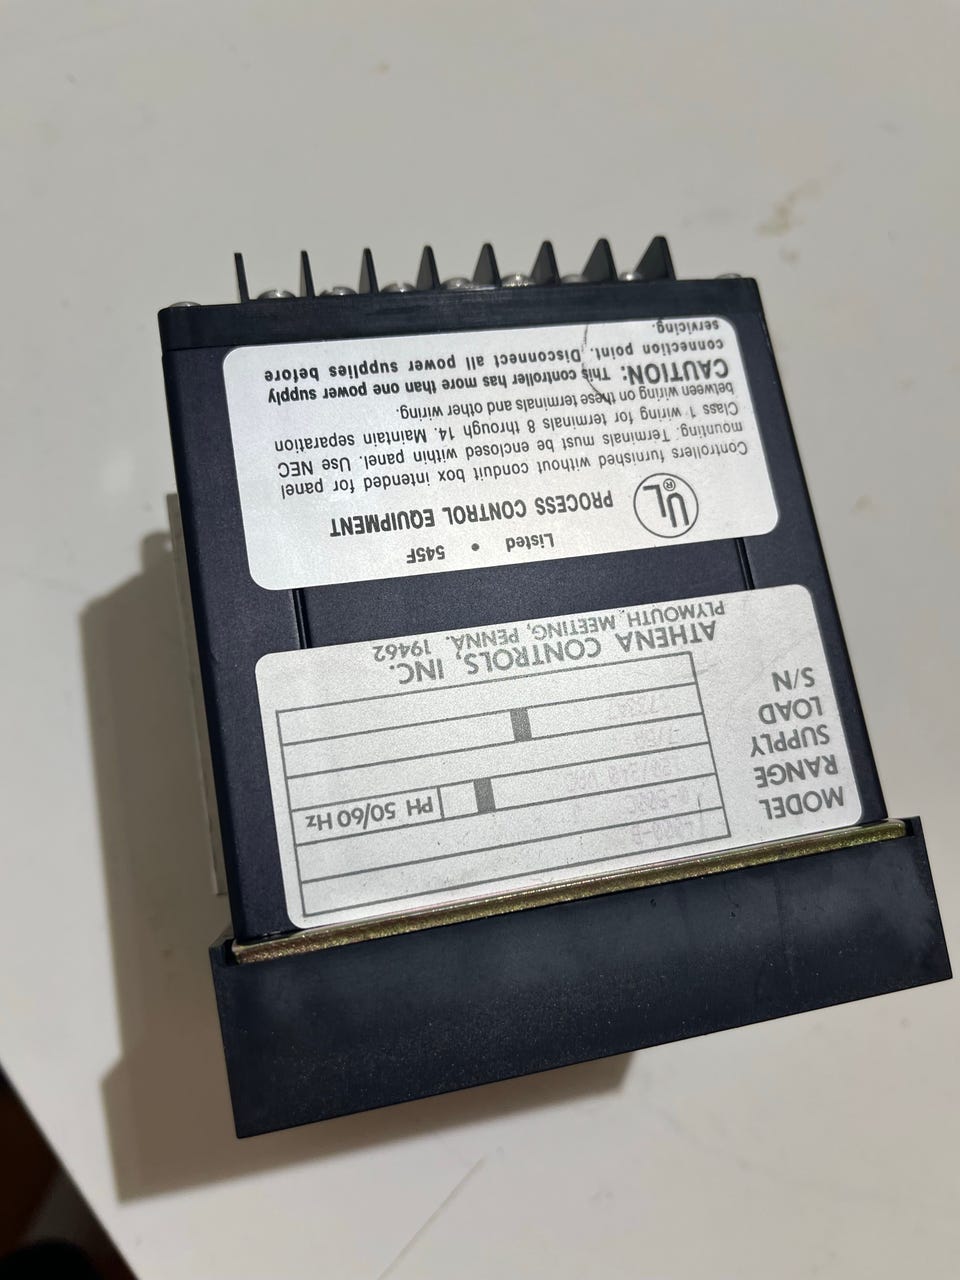 MODEL
RANGE
SUPPLY
LOAD
S/N
PH 50/60 Hz
ATHENA CONTROLS, INC.
PLYMOUTH, MEETING, PENNA. 19462
Listed • 545F
UL ® PROCESS CONTROL EQUIPMENT
Controllers furnished without conduit box intended for panel
mounting. Terminals must be enclosed within panel. Use NEC
Class 1 wiring for terminals 8 through 14. Maintain separation
between wiring on these terminals and other wiring.
CAUTION: This controller has more than one power supply
connection point. Disconnect all power supplies before
servicing.